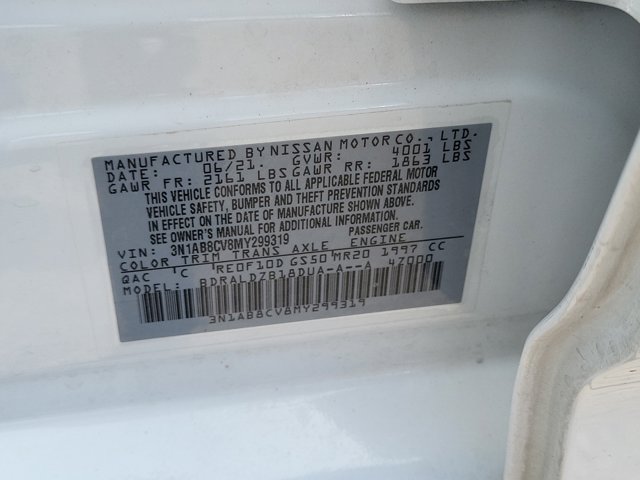 MANUFACTURED BY NISSAN MOTOR CO., LTD.
DATE: 06/21. GVWR: 4001 LBS
GAWR FR: 2161 LBS GAWR RR: 1863 LBS
THIS VEHICLE CONFORMS TO ALL APPLICABLE FEDERAL MOTOR
VEHICLE SAFETY, BUMPER AND THEFT PREVENTION STANDARDS
IN EFFECT ON THE DATE OF MANUFACTURE SHOWN ABOVE.
SEE OWNER'S MANUAL FOR ADDITIONAL INFORMATION.
VIN: 3N1AB8CV8MY299319 PASSENGER CAR.
COLOR TRIM TRANS AXLE ENGINE
QAC °C RE0F10D GS50 MR20 1997 CC
MODEL: BDRALDZB18DUA-A--A 47000
3N1AB8CV8MY299319